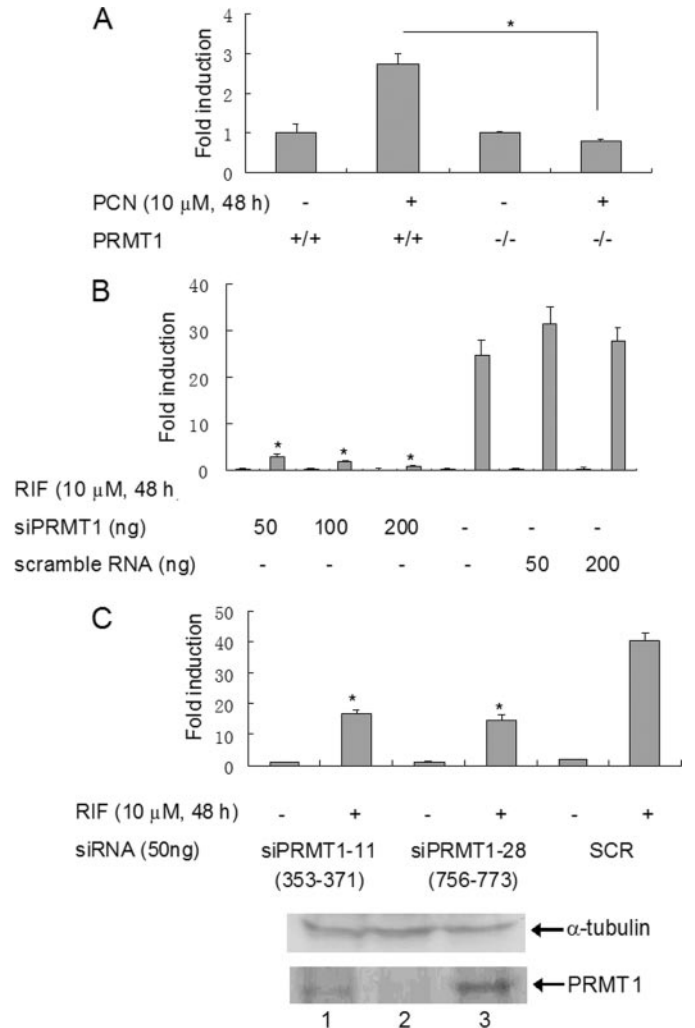 A
Fold induction
4
3
2
1
0
*
PCN (10 μM, 48 h) - + - +
PRMT1 +/+ +/+ -/- -/-
B
Fold induction
40
30
20
10
0
* * *
RIF (10 μM, 48 h
siPRMT1 (ng) 50 100 200 - - -
scramble RNA (ng) - - - - 50 200
C
Fold induction
50
40
30
20
10
0
* *
RIF (10 μM, 48 h) - + - + - +
siRNA (50ng) siPRMT1-11 siPRMT1-28 SCR
(353-371) (756-773)
α-tubulin
PRMT1
1 2 3